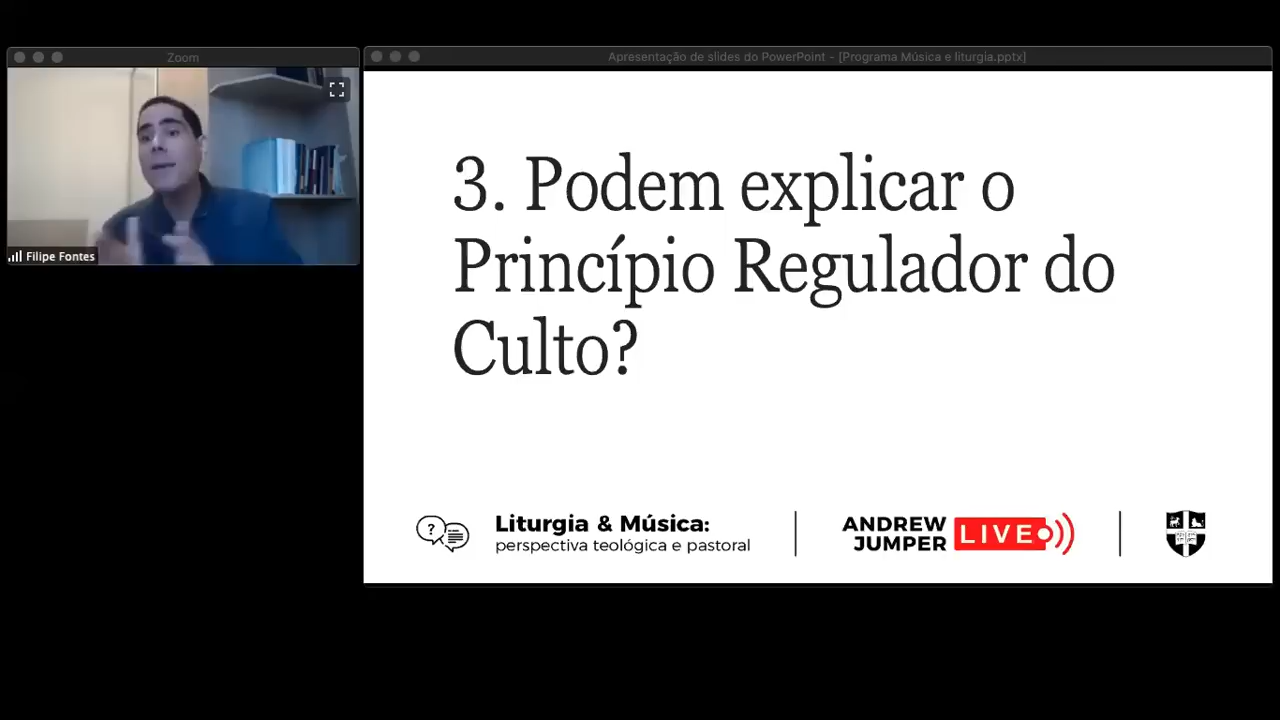 Zoom
Filipe Fontes
Apresentação de slides do PowerPoint - [Programa Música e liturgia.pptx]
3. Podem explicar o
Princípio Regulador do
Culto?
Liturgia & Música:
perspectiva teológica e pastoral
ANDREW
JUMPER
LIVE